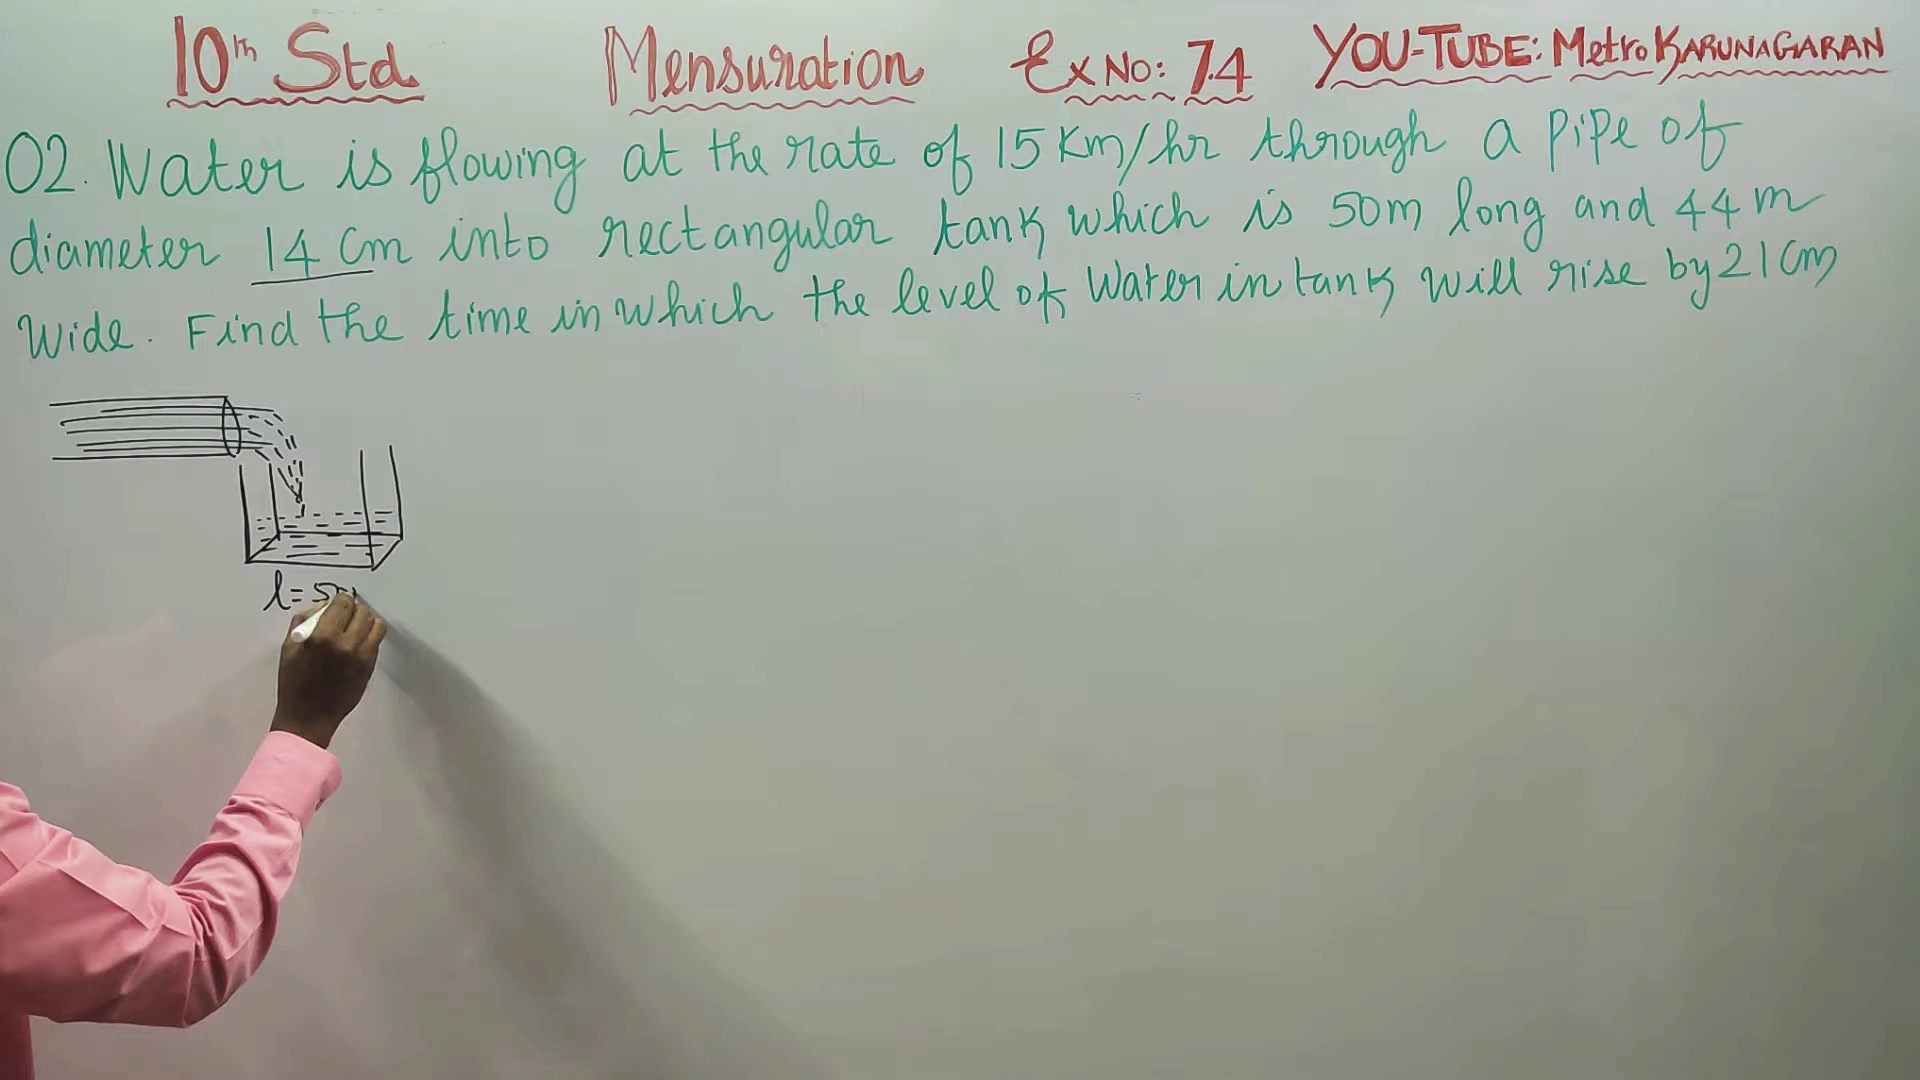 10th Std Mensuration Ex No: 7.4 YOU-TUBE: Metro KARUNAGARAN
02. Water is flowing at the rate of 15 Km/hr through a pipe of
diameter 14 cm into rectangular tank which is 50m long and 44 m
wide. Find the time in which the level of Water in tank will rise by 21 cm
l = 50